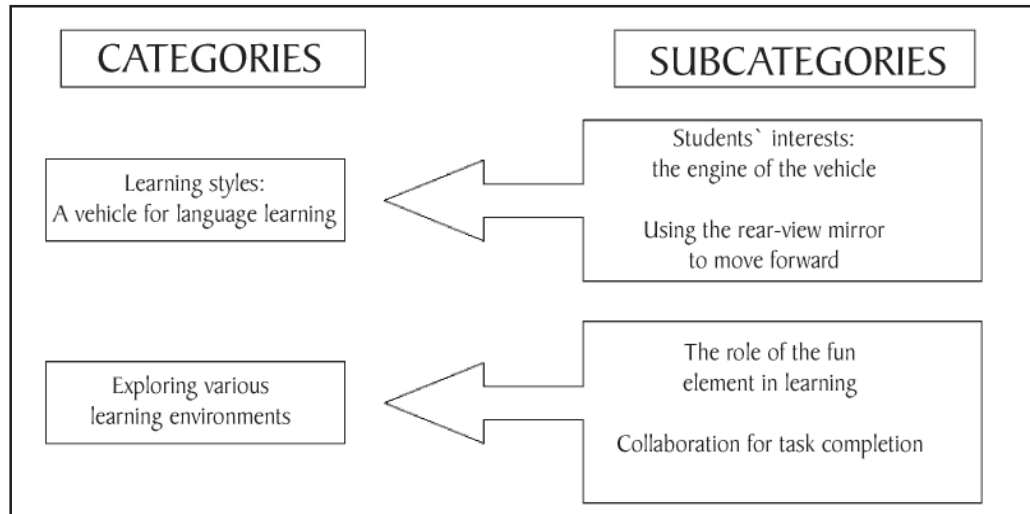 CATEGORIES
SUBCATEGORIES
Learning styles:
A vehicle for language learning
Students` interests:
the engine of the vehicle
Using the rear-view mirror
to move forward
Exploring various
learning environments
The role of the fun
element in learning
Collaboration for task completion